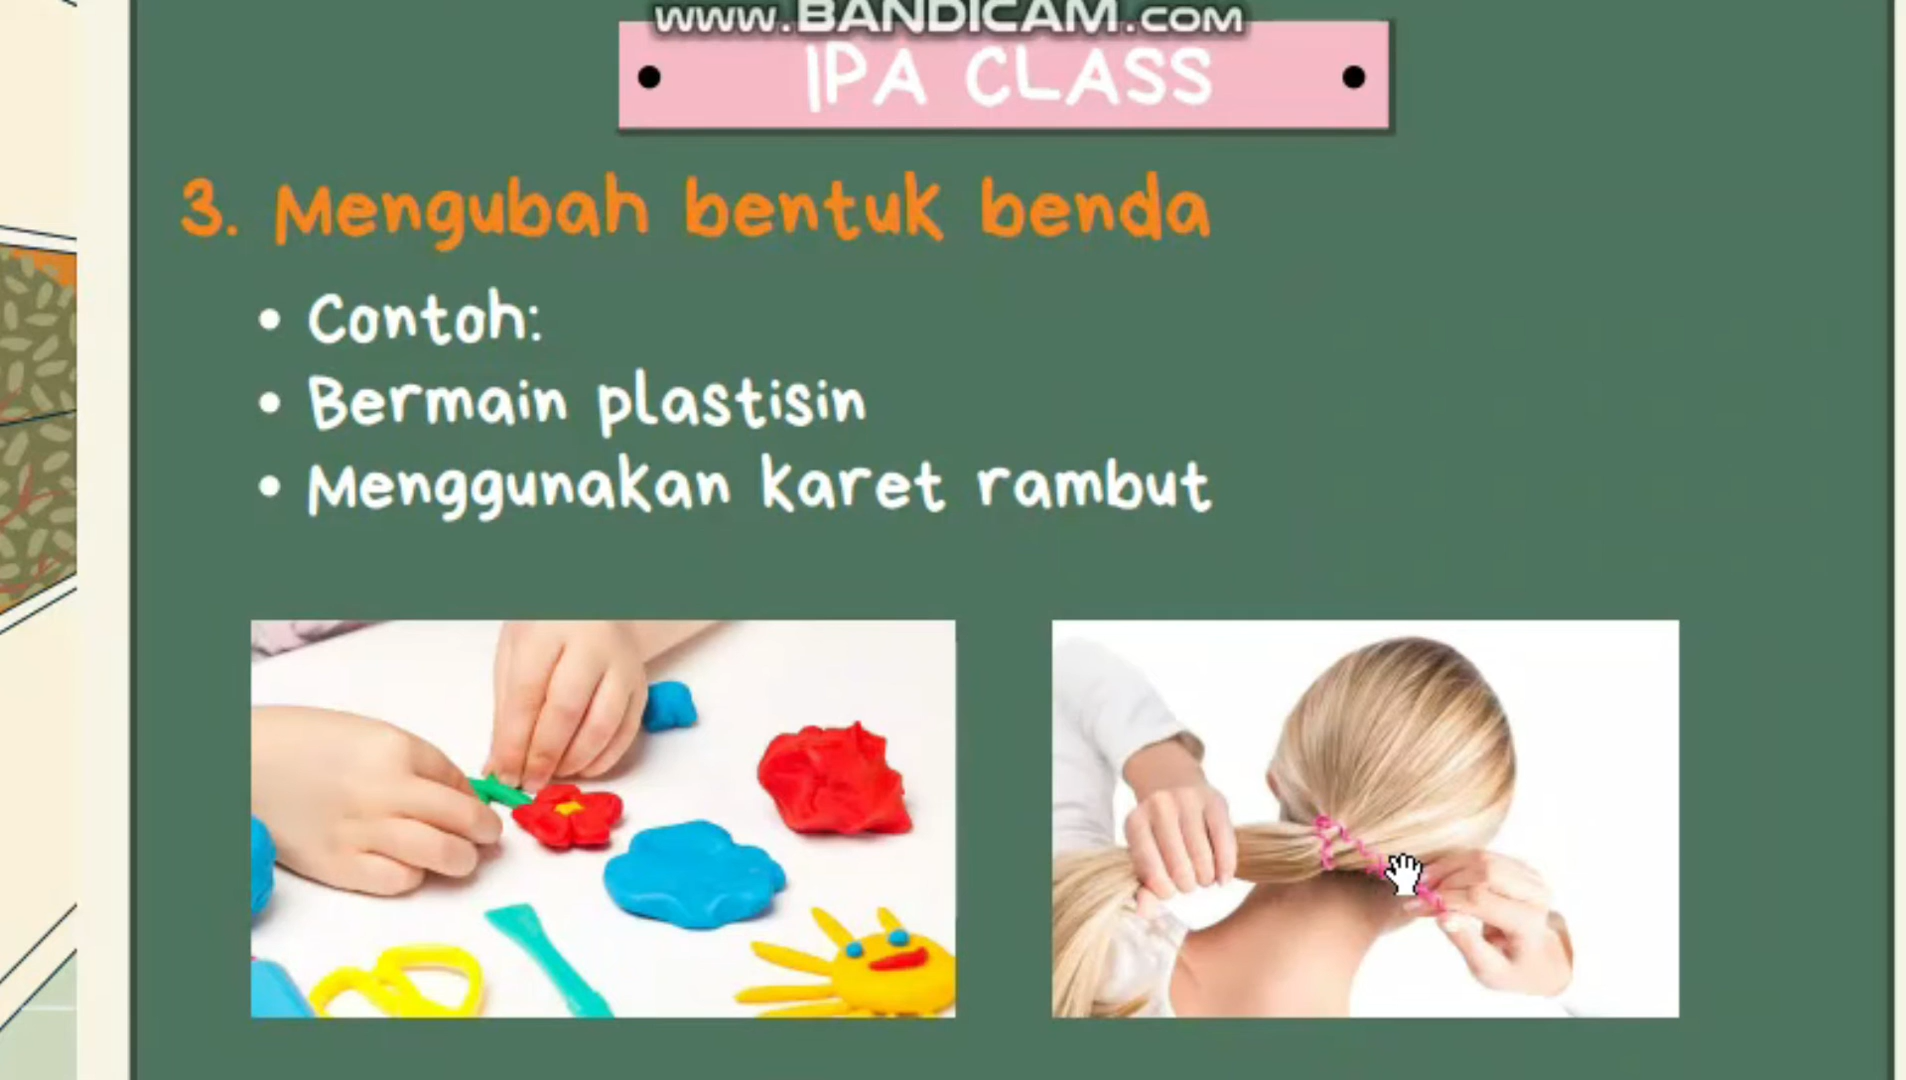 www.BANDICAM.COM
IPA CLASS
3. Mengubah bentuk benda
• Contoh:
• Bermain plastisin
• Menggunakan karet rambut